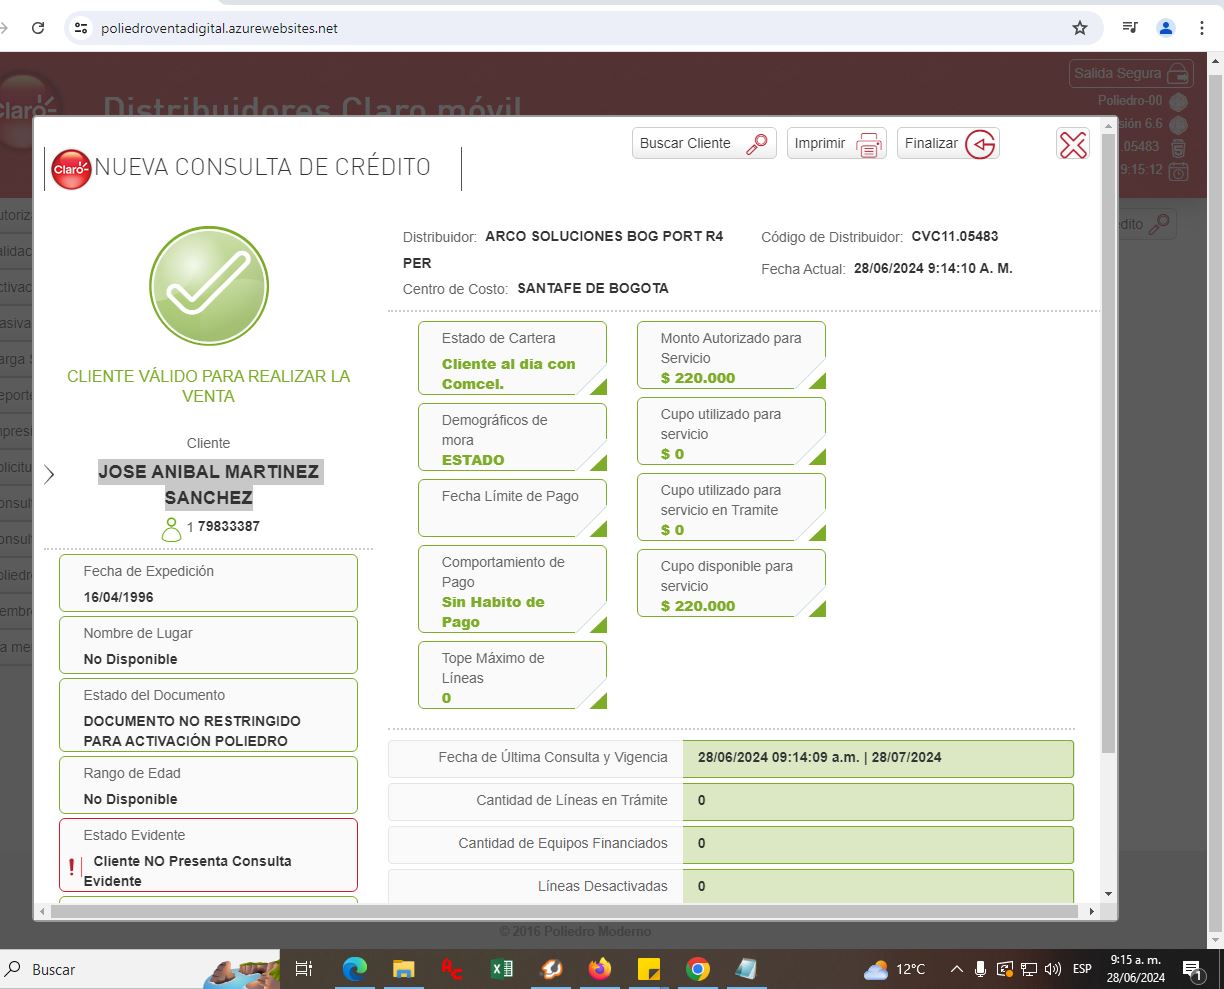 poliedroventadigital.azurewebsites.net
Salida Segura
Distribuidores Claro móvil
Poliedro-00
sión 6.6
.05483
9:15:12
Claro
NUEVA CONSULTA DE CRÉDITO
Buscar Cliente
Imprimir
Finalizar
dito
CLIENTE VÁLIDO PARA REALIZAR LA
VENTA
Cliente
JOSE ANIBAL MARTINEZ
SANCHEZ
1 79833387
Fecha de Expedición
16/04/1996
Nombre de Lugar
No Disponible
Estado del Documento
DOCUMENTO NO RESTRINGIDO
PARA ACTIVACIÓN POLIEDRO
Rango de Edad
No Disponible
Estado Evidente
! Cliente NO Presenta Consulta
Evidente
Distribuidor: ARCO SOLUCIONES BOG PORT R4
PER
Centro de Costo: SANTAFE DE BOGOTA
Código de Distribuidor: CVC11.05483
Fecha Actual: 28/06/2024 9:14:10 A. M.
Estado de Cartera
Cliente al dia con
Comcel.
Demográficos de
mora
ESTADO
Fecha Límite de Pago
Comportamiento de
Pago
Sin Habito de
Pago
Tope Máximo de
Líneas
0
Monto Autorizado para
Servicio
$ 220.000
Cupo utilizado para
servicio
$ 0
Cupo utilizado para
servicio en Tramite
$ 0
Cupo disponible para
servicio
$ 220.000
Fecha de Última Consulta y Vigencia 28/06/2024 09:14:09 a.m. | 28/07/2024
Cantidad de Líneas en Trámite 0
Cantidad de Equipos Financiados 0
Líneas Desactivadas 0
© 2016 Poliedro Moderno
Buscar
12°C
ESP
9:15 a. m.
28/06/2024
1